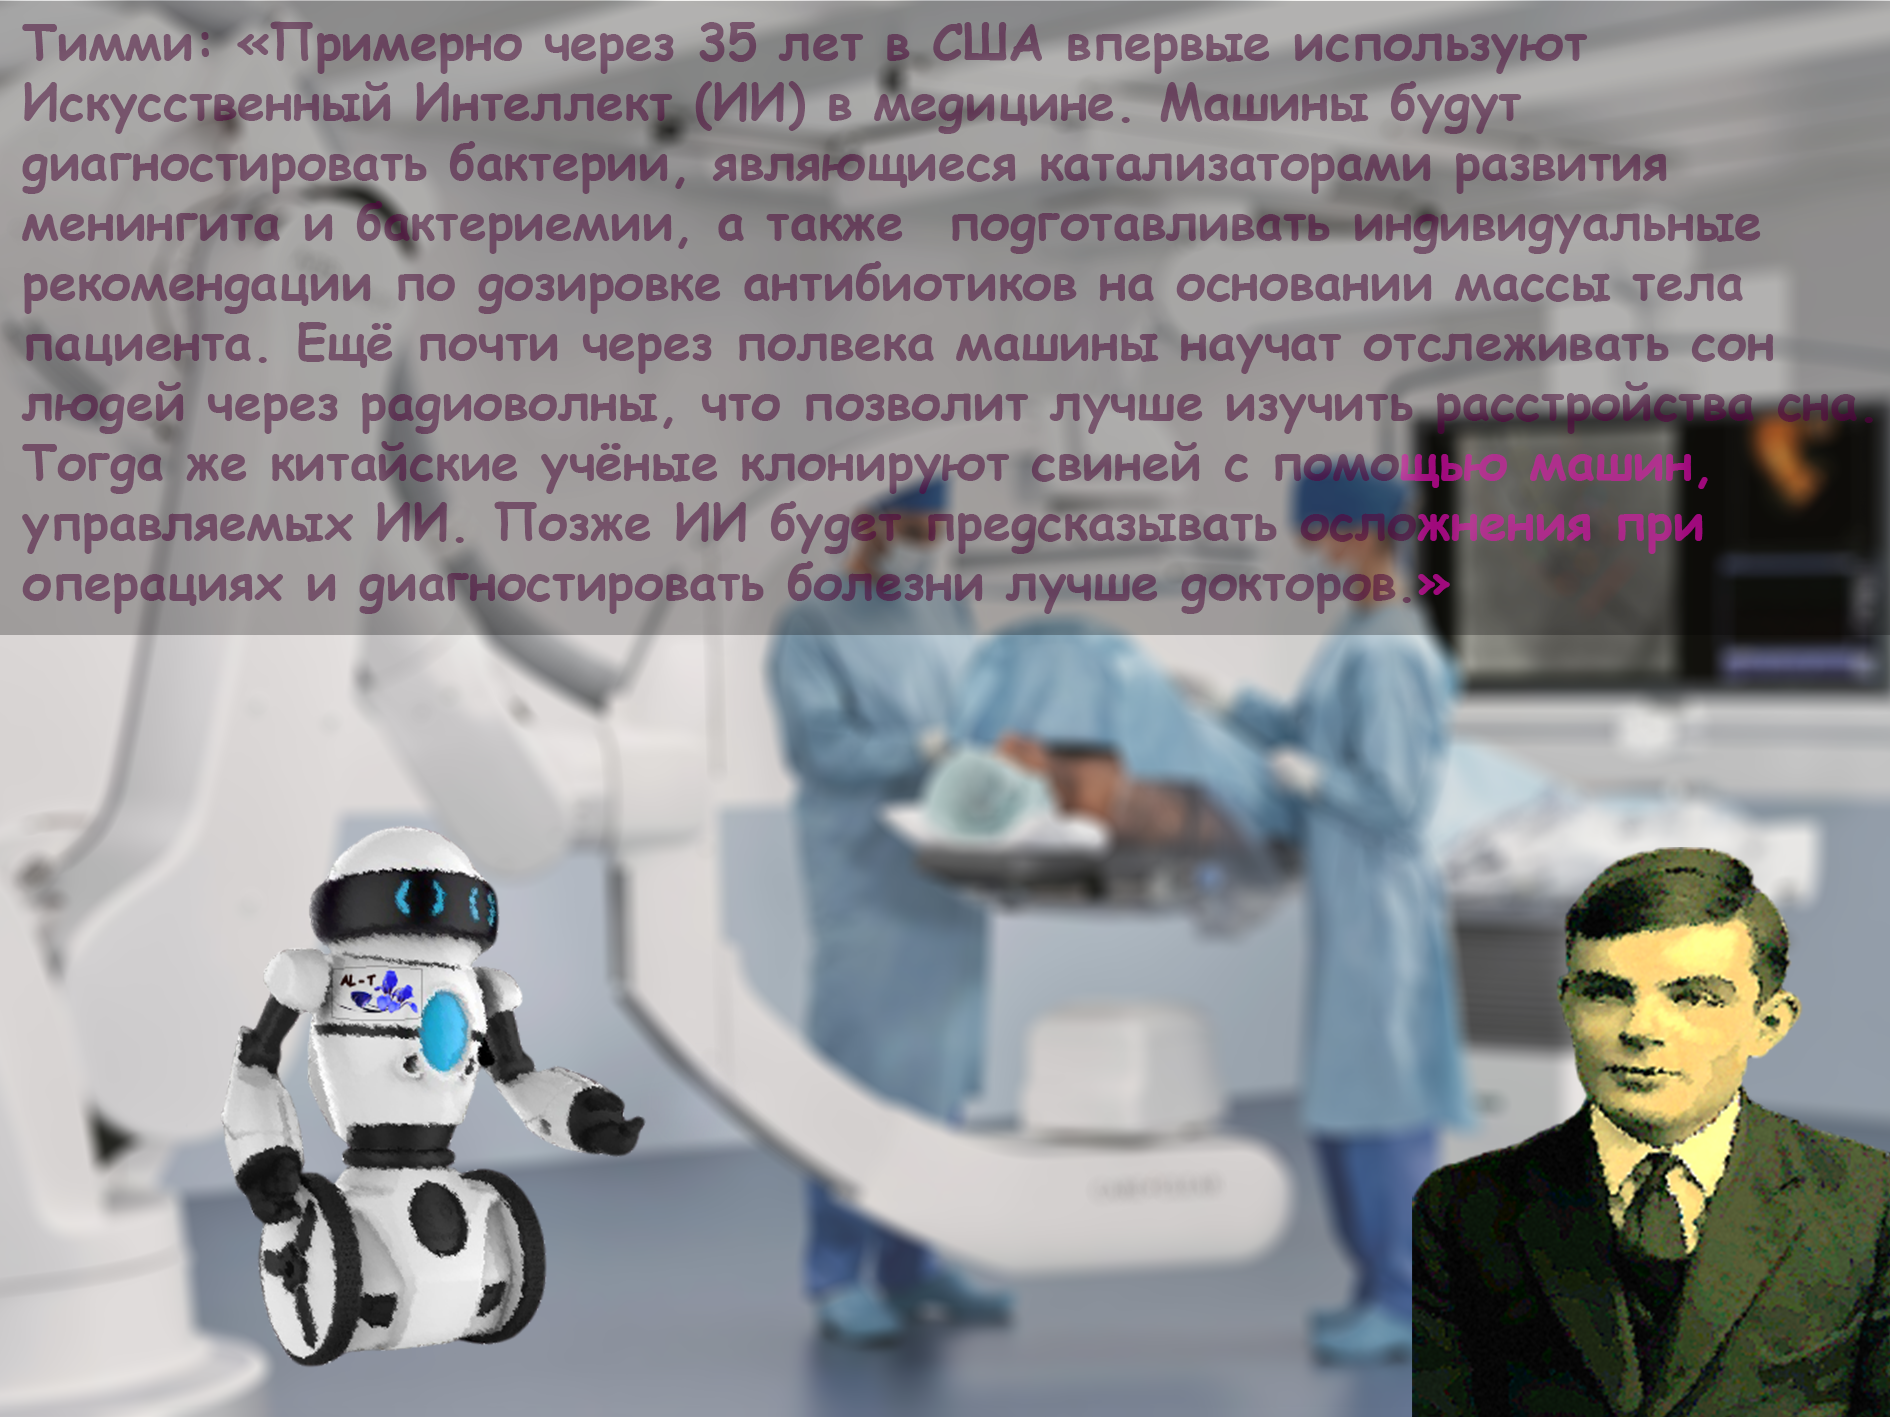 Тимми: «Примерно через 35 лет в США впервые используют
Искусственный Интеллект (ИИ) в медицине. Машины будут
диагностировать бактерии, являющиеся катализаторами развития
менингита и бактериемии, а также подготавливать индивидуальные
рекомендации по дозировке антибиотиков на основании массы тела
пациента. Ещё почти через полвека машины научат отслеживать сон
людей через радиоволны, что позволит лучше изучить расстройства сна.
Тогда же китайские учёные клонируют свиней с помощью машин,
управляемых ИИ. Позже ИИ будет предсказывать осложнения при
операциях и диагностировать болезни лучше докторов.»
AL-T